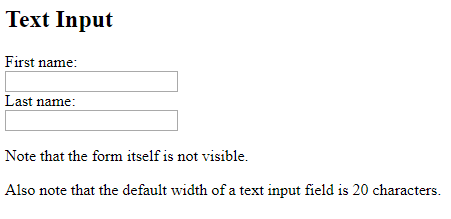 Text Input
First name:
Last name:
Note that the form itself is not visible.
Also note that the default width of a text input field is 20 characters.